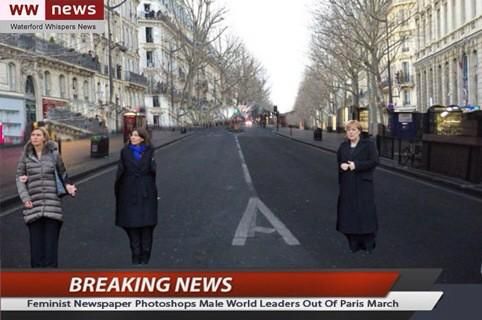 WW news
Waterford Whispers News
A
BREAKING NEWS
Feminist Newspaper Photoshops Male World Leaders Out Of Paris March